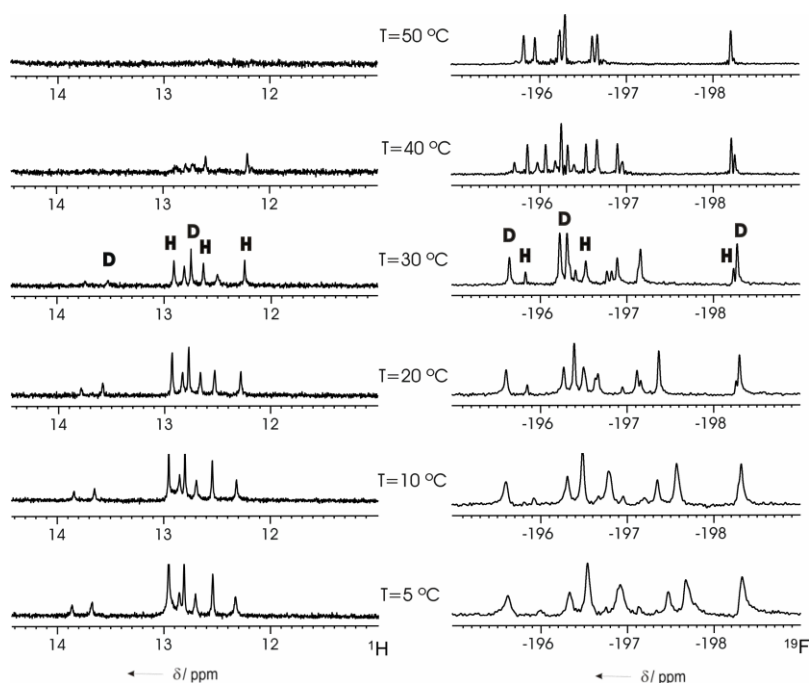 T=50 °C
14 13 12 -196 -197 -198
T=40 °C
14 13 12 -196 -197 -198
D H D H H T=30 °C D H D H H D
14 13 12 -196 -197 -198
T=20 °C
14 13 12 -196 -197 -198
T=10 °C
14 13 12 -196 -197 -198
T=5 °C
14 13 12 ¹H -196 -197 -198 ¹⁹F
δ/ ppm δ/ ppm